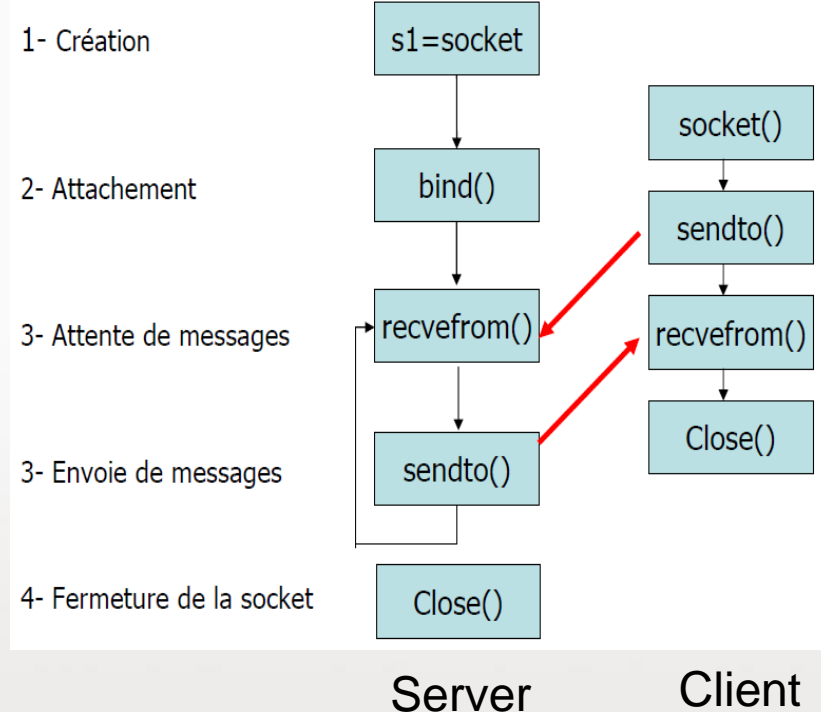 1- Création
s1=socket
socket()
2- Attachement
bind()
sendto()
3- Attente de messages
recvefrom()
recvefrom()
3- Envoie de messages
sendto()
Close()
4- Fermeture de la socket
Close()
Server
Client